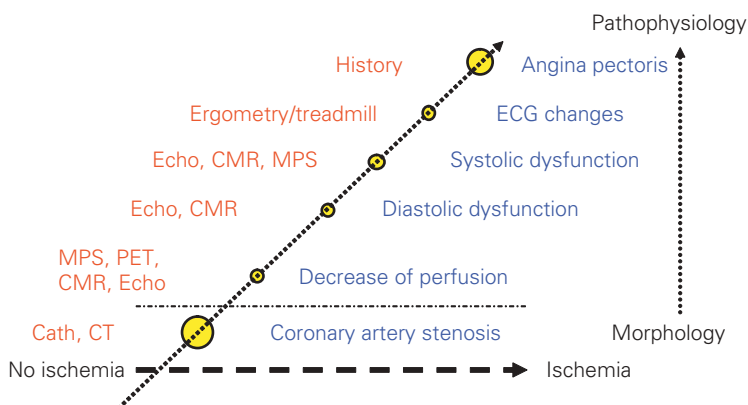 Pathophysiology
History Angina pectoris
Ergometry/treadmill ECG changes
Echo, CMR, MPS Systolic dysfunction
Echo, CMR Diastolic dysfunction
MPS, PET,
CMR, Echo Decrease of perfusion
Cath, CT Coronary artery stenosis Morphology
No ischemia Ischemia